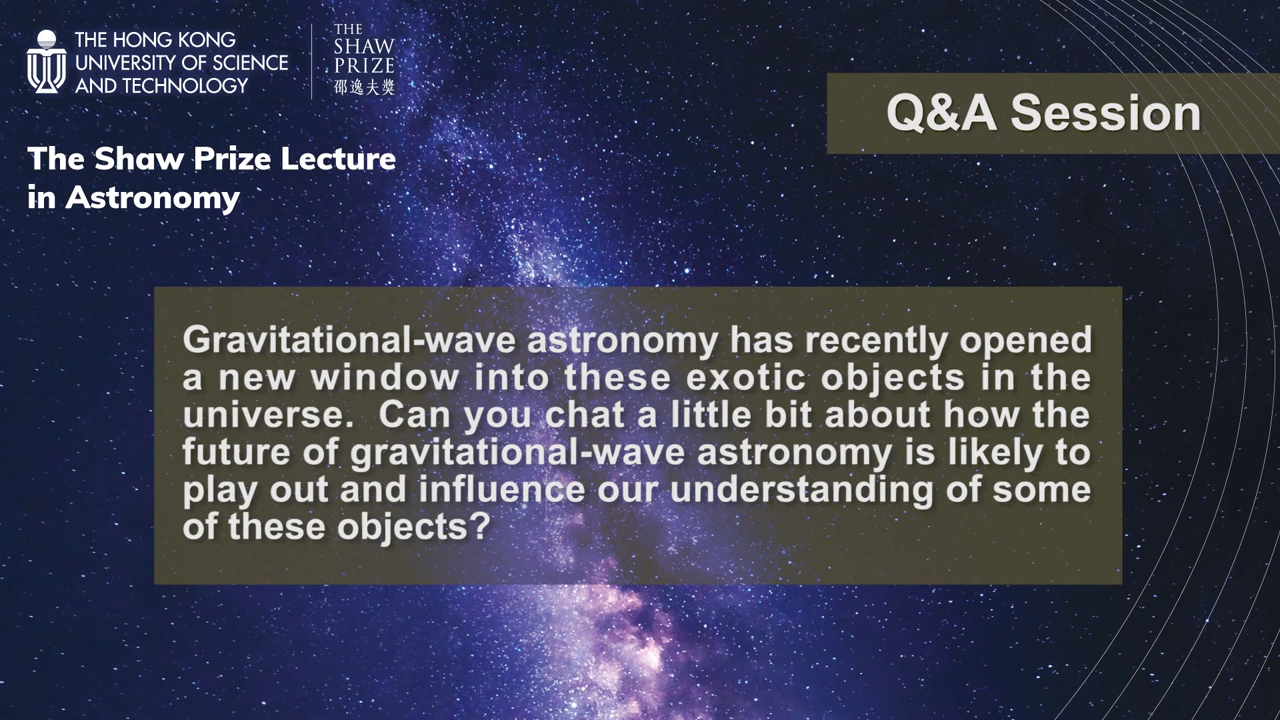 THE HONG KONG
UNIVERSITY OF SCIENCE
AND TECHNOLOGY
THE
SHAW
PRIZE
邵逸夫獎
The Shaw Prize Lecture
in Astronomy
Q&A Session
Gravitational-wave astronomy has recently opened
a new window into these exotic objects in the
universe.  Can you chat a little bit about how the
future of gravitational-wave astronomy is likely to
play out and influence our understanding of some
of these objects?